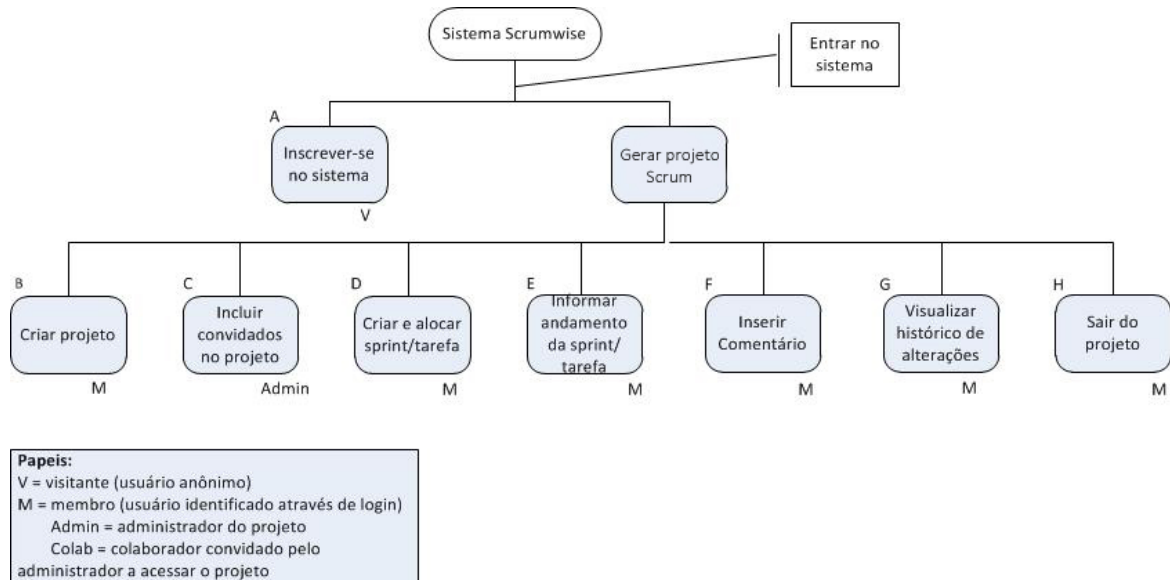 Sistema Scrumwise
Entrar no
sistema
A
Inscrever-se
no sistema
V
Gerar projeto
Scrum
B
Criar projeto
M
C
Incluir
convidados
no projeto
Admin
D
Criar e alocar
sprint/tarefa
M
E
Informar
andamento
da sprint/
tarefa
M
F
Inserir
Comentário
M
G
Visualizar
histórico de
alterações
M
H
Sair do
projeto
M
Papeis:
V = visitante (usuário anônimo)
M = membro (usuário identificado através de login)
Admin = administrador do projeto
Colab = colaborador convidado pelo
administrador a acessar o projeto